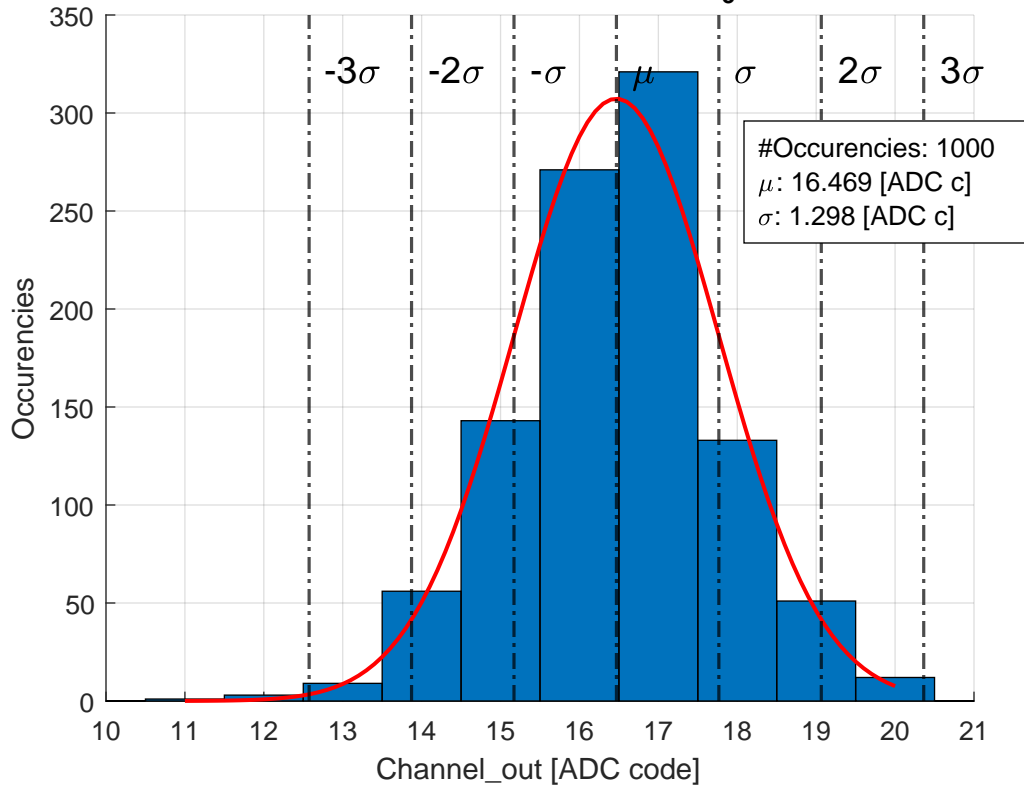 350
300
250
200
150
100
50
0
Occurencies
-3σ -2σ -σ μ σ 2σ 3σ
#Occurencies: 1000
μ: 16.469 [ADC c]
σ: 1.298 [ADC c]
10 11 12 13 14 15 16 17 18 19 20 21
Channel_out [ADC code]